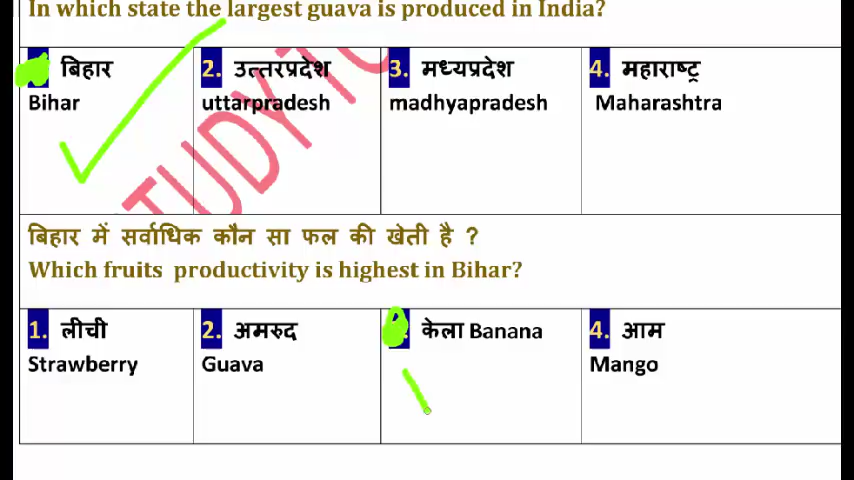 In which state the largest guava is produced in India?
बिहार 2. उत्तरप्रदेश 3. मध्यप्रदेश 4. महाराष्ट्र
Bihar uttarpradesh madhyapradesh Maharashtra
STUDY
बिहार में सर्वाधिक कौन सा फल की खेती है ?
Which fruits productivity is highest in Bihar?
1. लीची 2. अमरुद केला Banana 4. आम
Strawberry Guava Mango